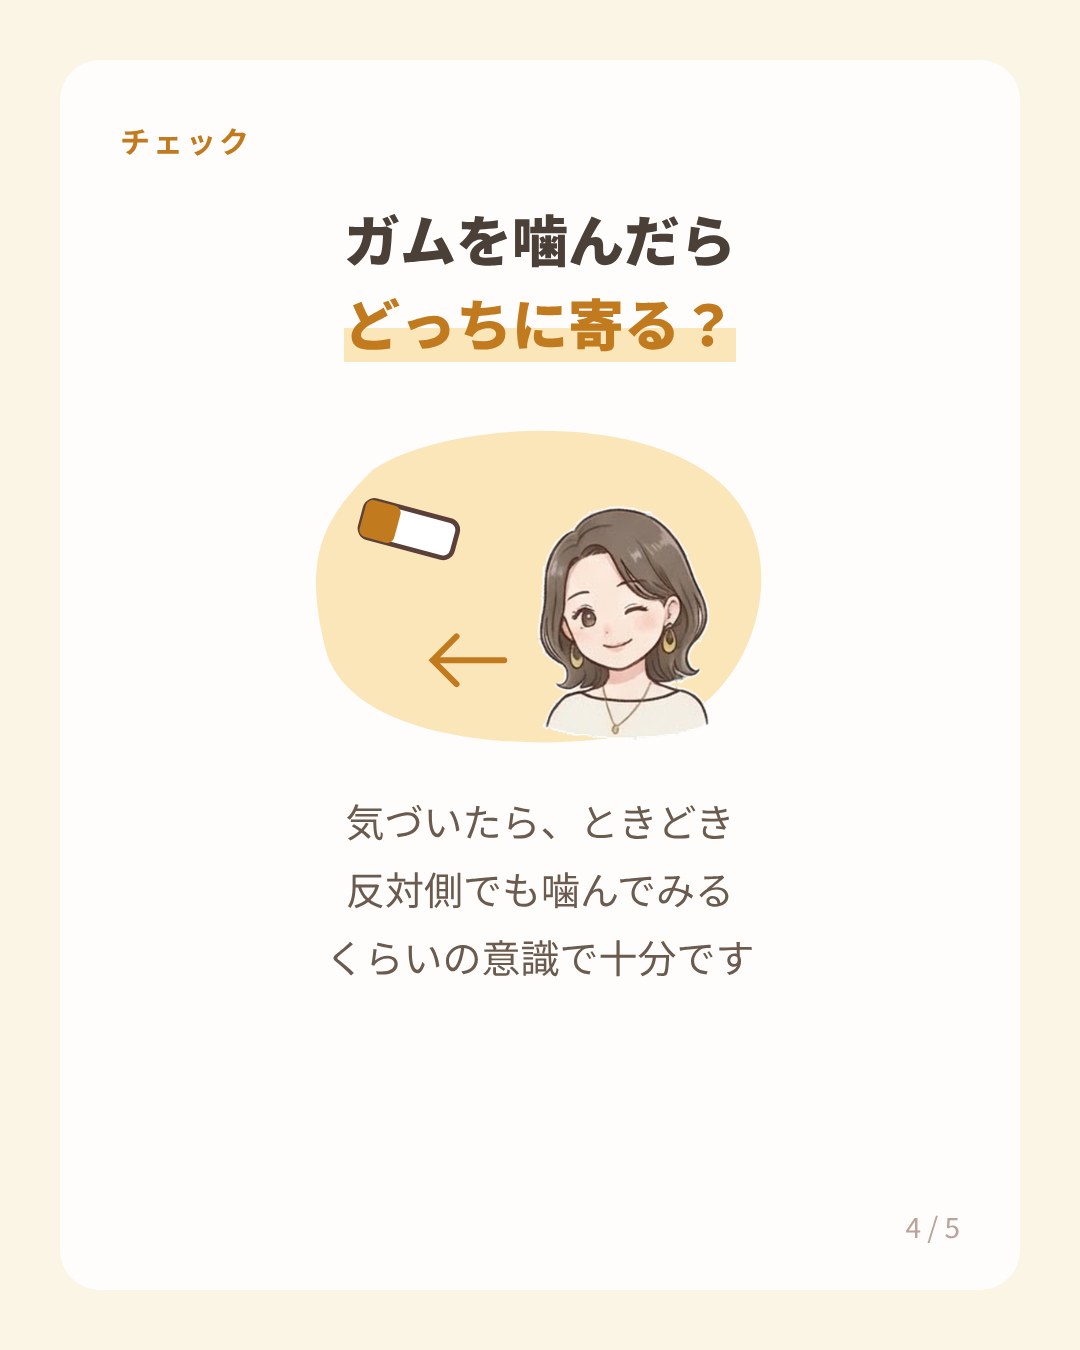 チェック
ガムを噛んだら
どっちに寄る？
気づいたら、ときどき
反対側でも噛んでみる
くらいの意識で十分です
4 / 5